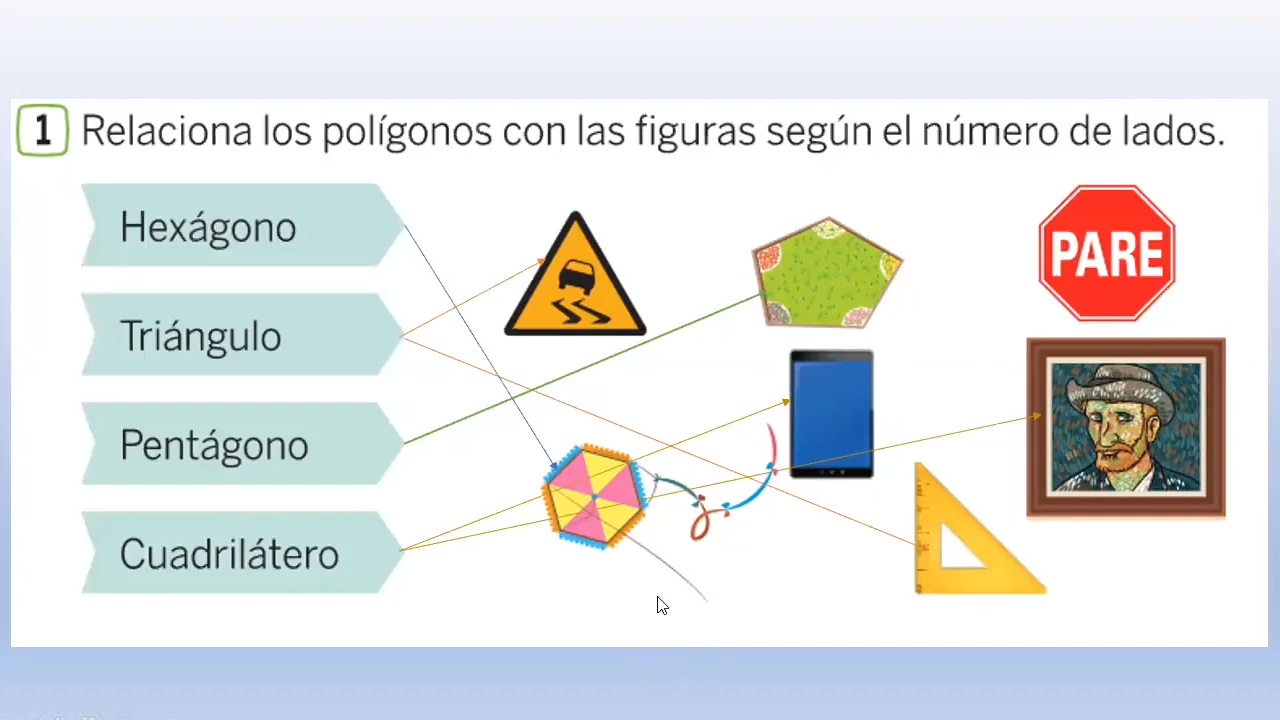 1 Relaciona los polígonos con las figuras según el número de lados.
Hexágono
Triángulo
Pentágono
Cuadrilátero
PARE